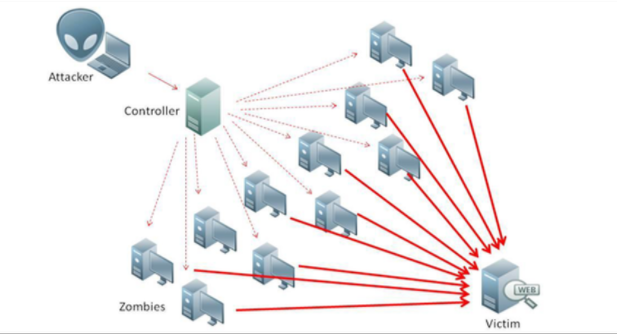 Attacker
Controller
Zombies
WEB
Victim